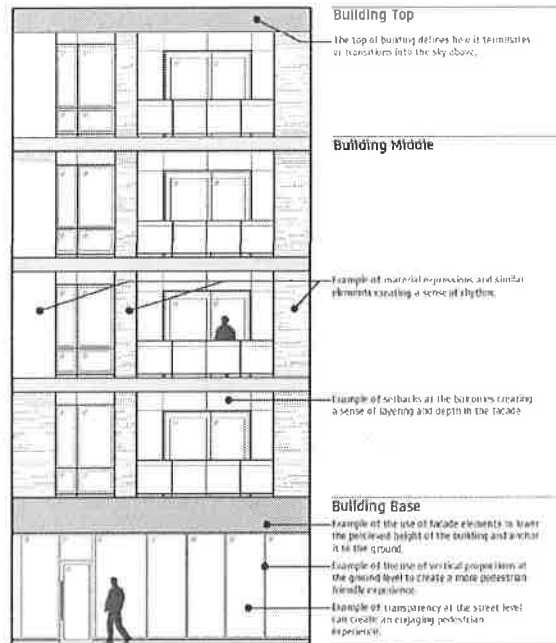 Building Top
The top of building defines how it terminates
or transitions into the sky above.
Building Middle
Example of material expressions and similar
elements creating a sense of rhythm.
Example of setbacks at the balconies creating
a sense of layering and depth in the facade
Building Base
Example of the use of facade elements to lower
the percieved height of the building and anchor
it to the ground.
Example of the use of vertical proportions at
the ground level to create a more pedestrian
friendly experience.
Example of transparency at the street level
can create an engaging pedestrian
experience.